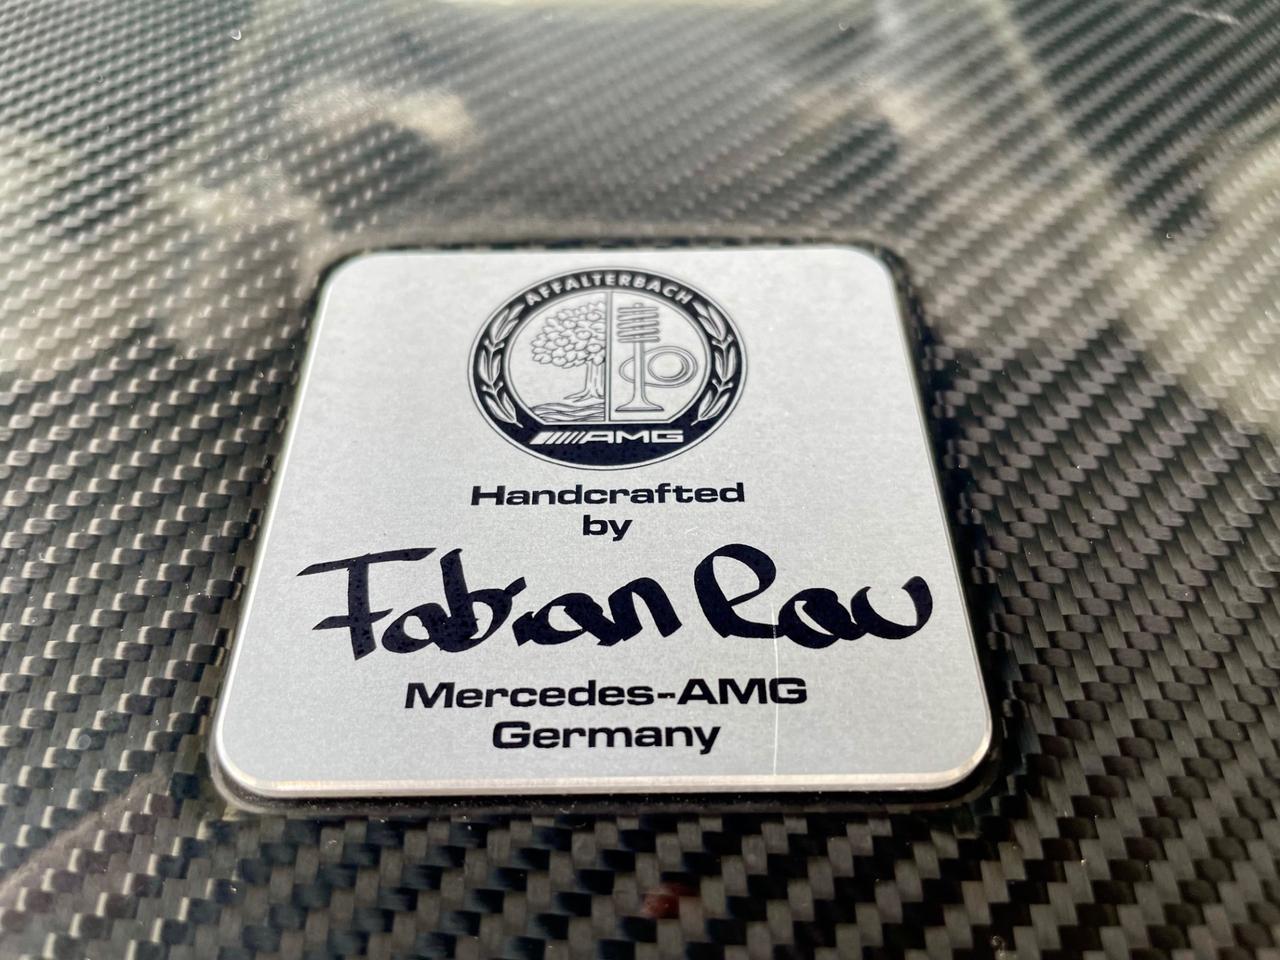 AFFALTERBACH
AMG
Handcrafted
by
Fabian Rau
Mercedes-AMG
Germany